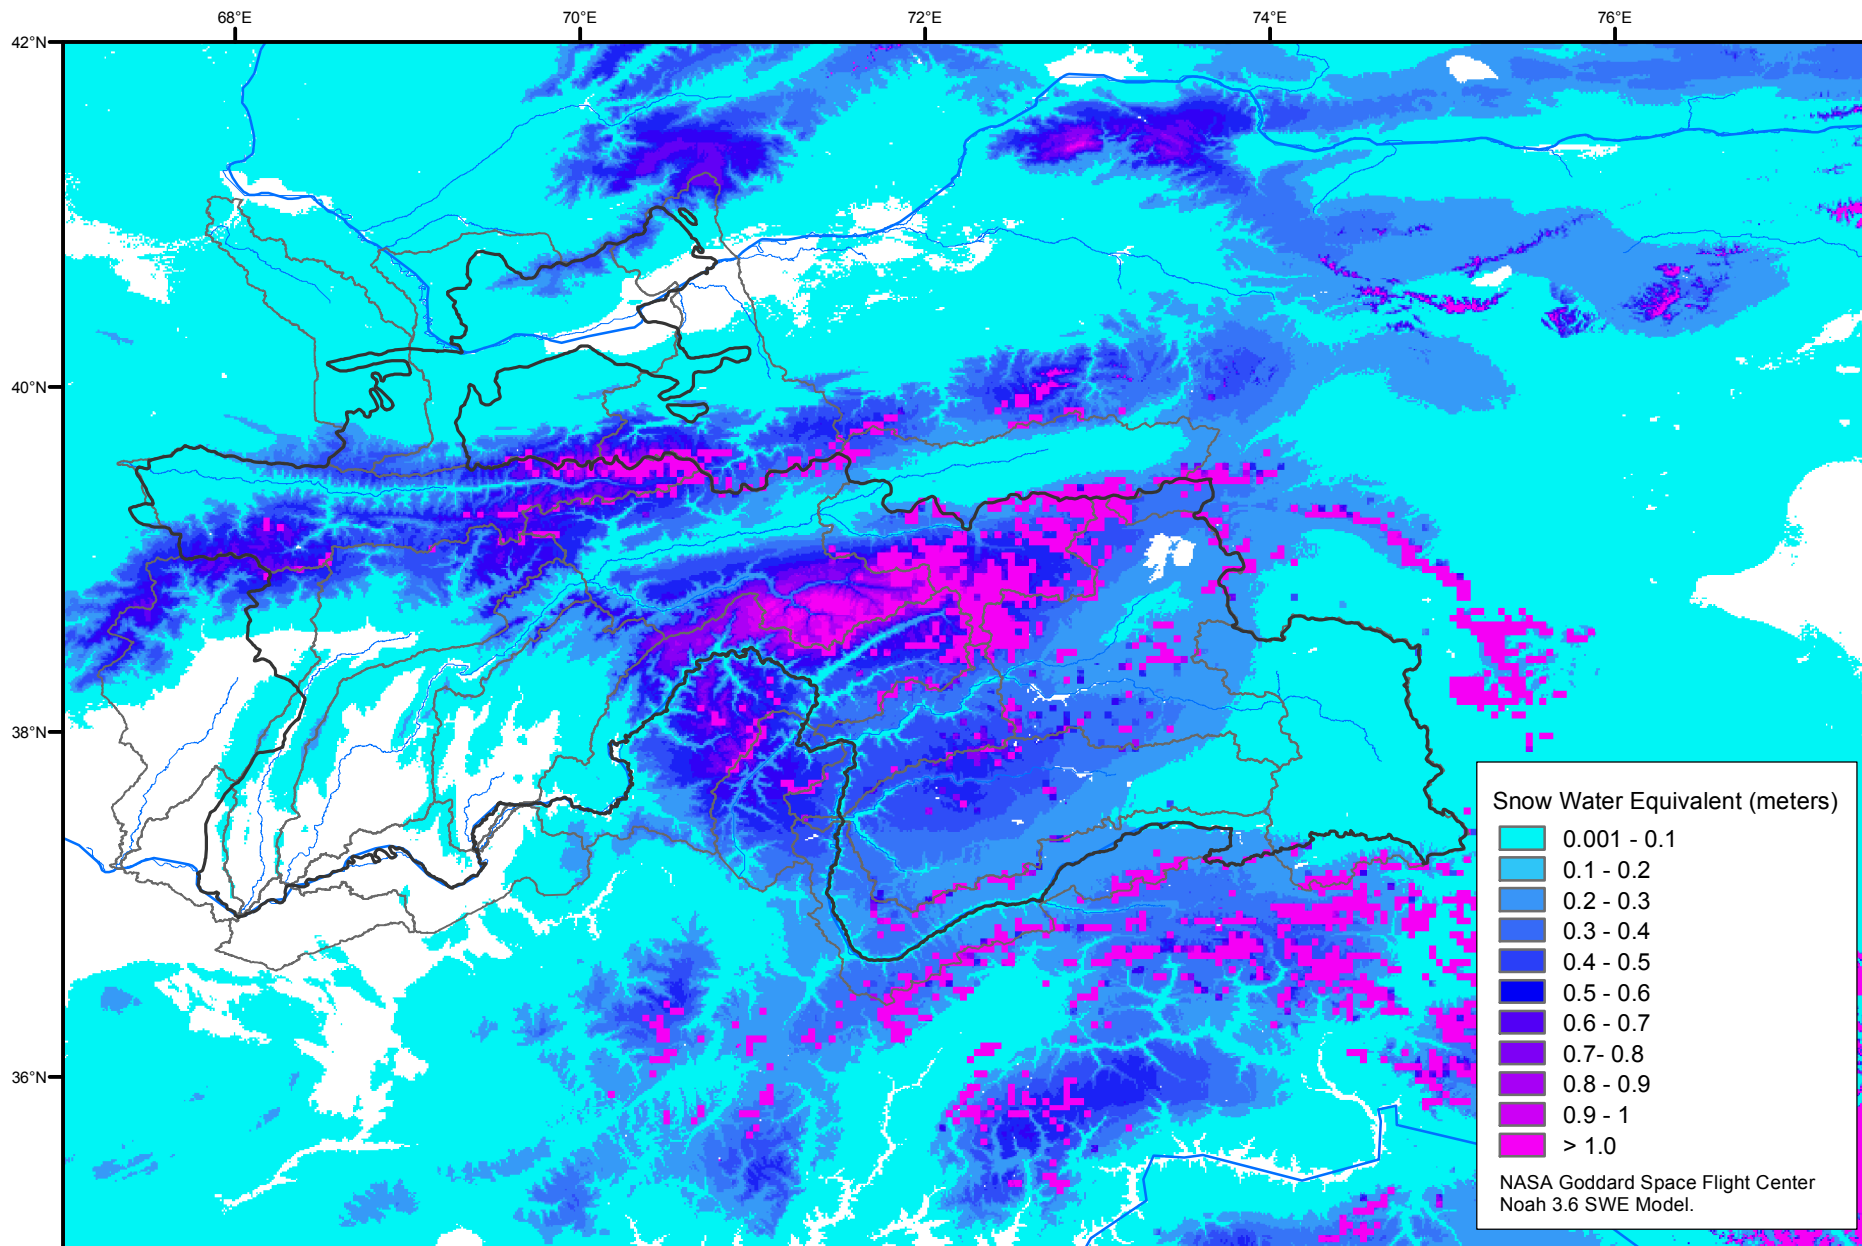 68°E 70°E 72°E 74°E 76°E
42°N
40°N
38°N
36°N
Snow Water Equivalent (meters)
0.001 - 0.1
0.1 - 0.2
0.2 - 0.3
0.3 - 0.4
0.4 - 0.5
0.5 - 0.6
0.6 - 0.7
0.7- 0.8
0.8 - 0.9
0.9 - 1
> 1.0
NASA Goddard Space Flight Center
Noah 3.6 SWE Model.